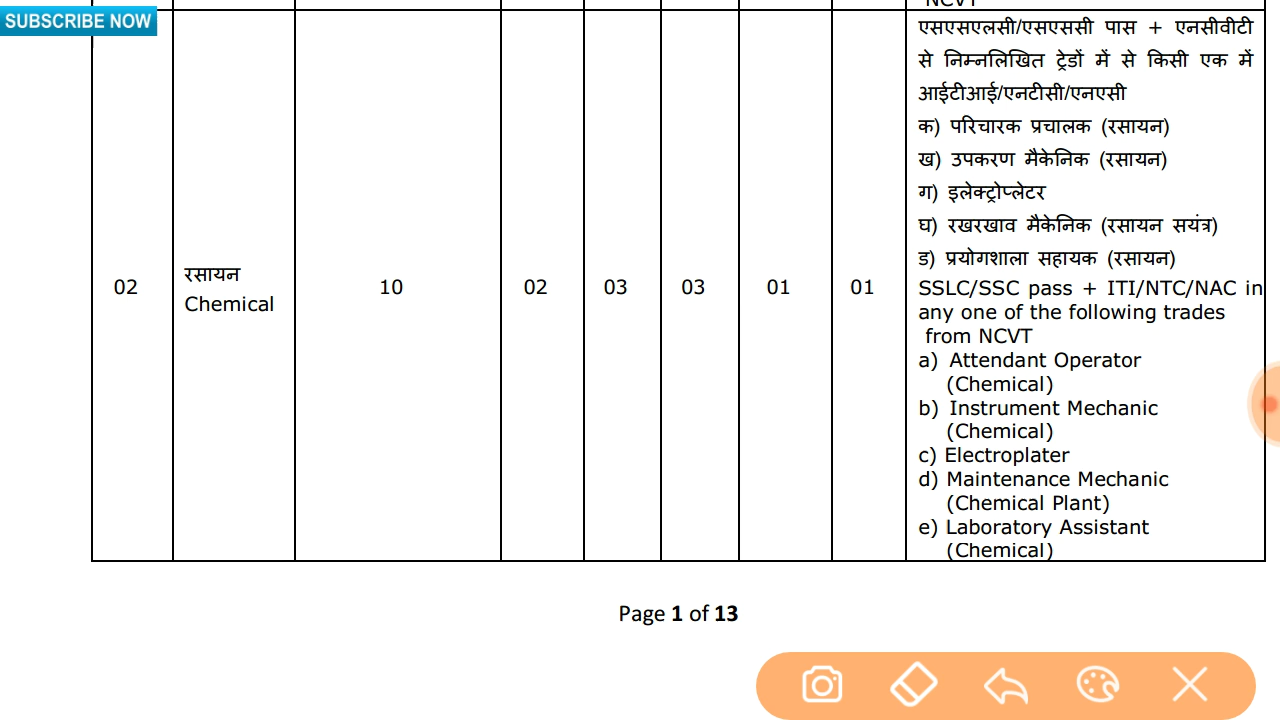 SUBSCRIBE NOW
NCVT
02
रसायन
Chemical
10
02
03
03
01
01
एसएसएलसी/एसएससी पास + एनसीवीटी
से निम्नलिखित ट्रेडों में से किसी एक में
आईटीआई/एनटीसी/एनएसी
क) परिचारक प्रचालक (रसायन)
ख) उपकरण मैकेनिक (रसायन)
ग) इलेक्ट्रोप्लेटर
घ) रखरखाव मैकेनिक (रसायन सयंत्र)
ड) प्रयोगशाला सहायक (रसायन)
SSLC/SSC pass + ITI/NTC/NAC in
any one of the following trades
from NCVT
a) Attendant Operator
(Chemical)
b) Instrument Mechanic
(Chemical)
c) Electroplater
d) Maintenance Mechanic
(Chemical Plant)
e) Laboratory Assistant
(Chemical)
Page 1 of 13